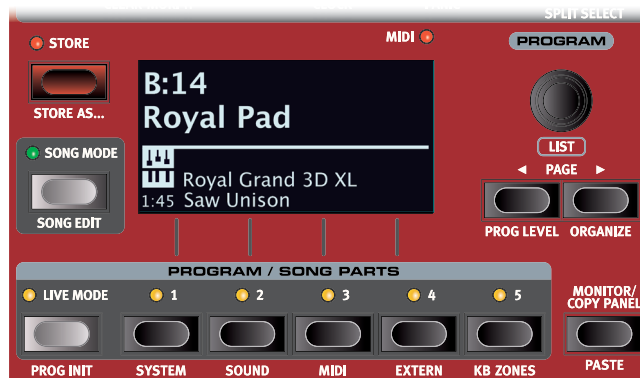 SPLIT SELECT
STORE
MIDI
PROGRAM
B:14
Royal Pad
STORE AS...
SONG MODE
LIST
◄ PAGE ►
Royal Grand 3D XL
1:45 Saw Unison
SONG EDIT
PROG LEVEL ORGANIZE
PROGRAM / SONG PARTS
LIVE MODE 1 2 3 4 5
MONITOR/
COPY PANEL
PROG INIT SYSTEM SOUND MIDI EXTERN KB ZONES PASTE